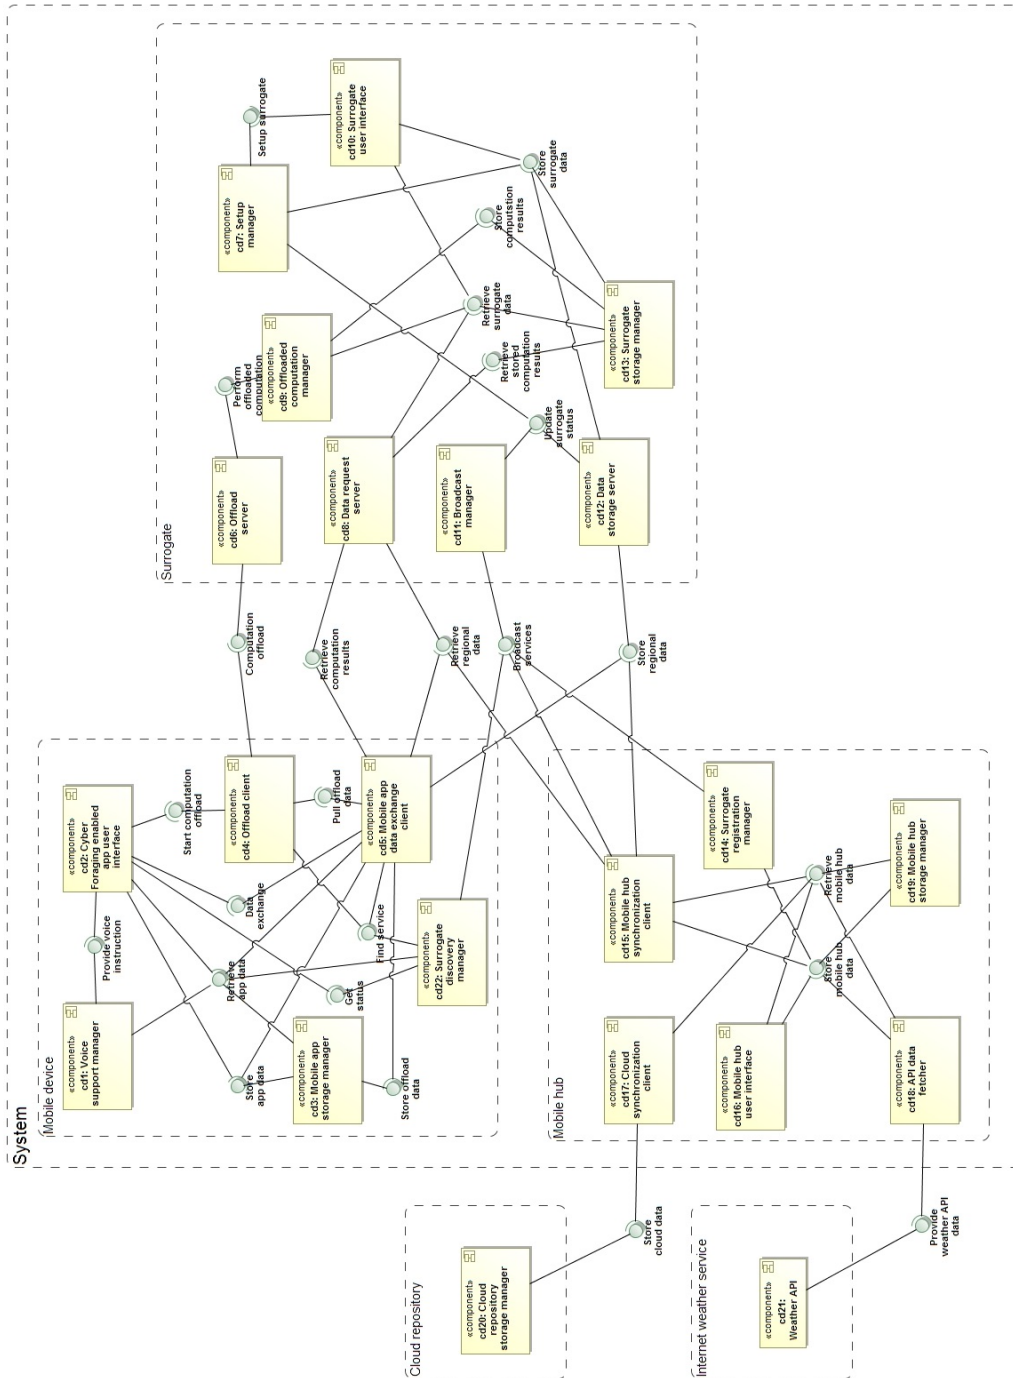 System
Mobile device
«component»
cd1: Voice
support manager
Provide voice
instruction
«component»
cd2: Cyber
Foraging enabled
app user
interface
Start computation
offload
Store
app data
Retrieve
app data
Data
exchange
«component»
cd4: Offload client
«component»
cd3: Mobile app
storage manager
Get
status
Find service
Pull offload
data
Store offload
data
«component»
cd5: Mobile app
data exchange
client
«component»
cd22: Surrogate
discovery
manager
Computation
offload
Retrieve
computation
results
Retrieve
regional
data
Broadcast
services
Store
regional
data
Surrogate
«component»
cd6: Offload
server
Perform
offloaded
computation
«component»
cd7: Setup
manager
Setup surrogate
«component»
cd9: Offloaded
computation
manager
«component»
cd10: Surrogate
user interface
«component»
cd8: Data request
server
Retrieve
surrogate
data
Store
computstion
results
Retrieve
stored
computation
results
Store
surrogate
data
«component»
cd11: Broadcast
manager
Update
surrogate
status
«component»
cd12: Data
storage server
«component»
cd13: Surrogate
storage manager
Mobile hub
«component»
cd17: Cloud
synchronization
client
«component»
cd15: Mobile hub
synchronization
client
«component»
cd16: Mobile hub
user interface
«component»
cd14: Surrogate
registration
manager
Store
mobile hub
data
Retrieve
mobile hub
data
«component»
cd18: API data
fetcher
«component»
cd19: Mobile hub
storage manager
Cloud repository
«component»
cd20: Cloud
repository
storage manager
Store
cloud data
Internet weather service
«component»
cd21:
Weather API
Provide
weather API
data